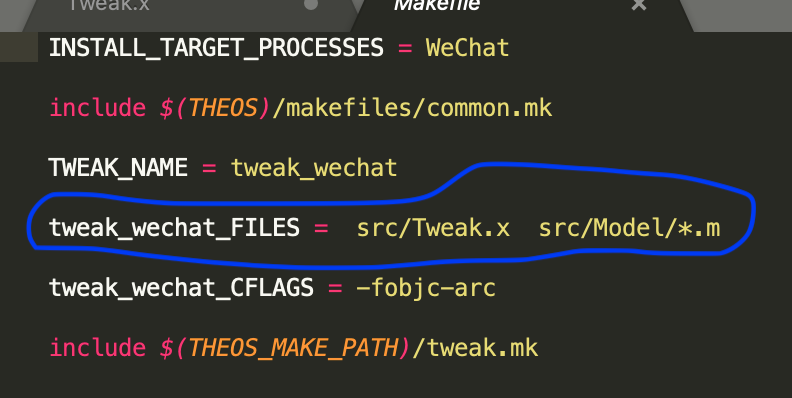 Tweak.x Makefile ×
INSTALL_TARGET_PROCESSES = WeChat
include $(THEOS)/makefiles/common.mk
TWEAK_NAME = tweak_wechat
tweak_wechat_FILES =  src/Tweak.x  src/Model/*.m
tweak_wechat_CFLAGS = -fobjc-arc
include $(THEOS_MAKE_PATH)/tweak.mk